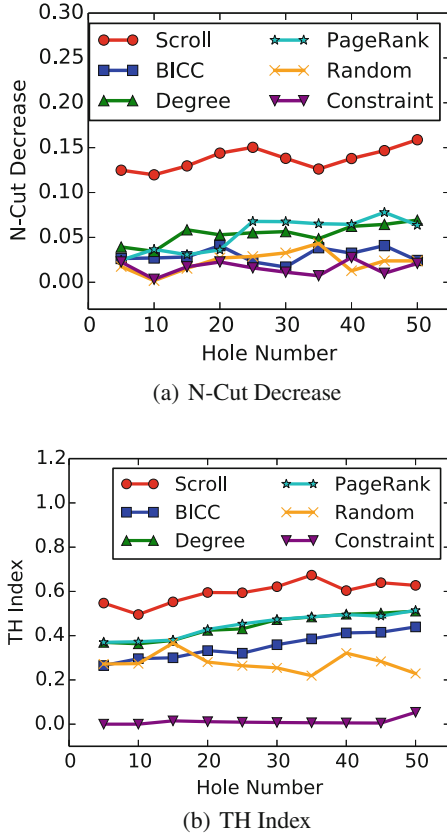 0.30
0.25
0.20
0.15
0.10
0.05
0.00
N-Cut Decrease
Scroll
BICC
Degree
PageRank
Random
Constraint
0 10 20 30 40 50
Hole Number
(a) N-Cut Decrease
1.2
1.0
0.8
0.6
0.4
0.2
0.0
TH Index
Scroll
BICC
Degree
PageRank
Random
Constraint
0 10 20 30 40 50
Hole Number
(b) TH Index